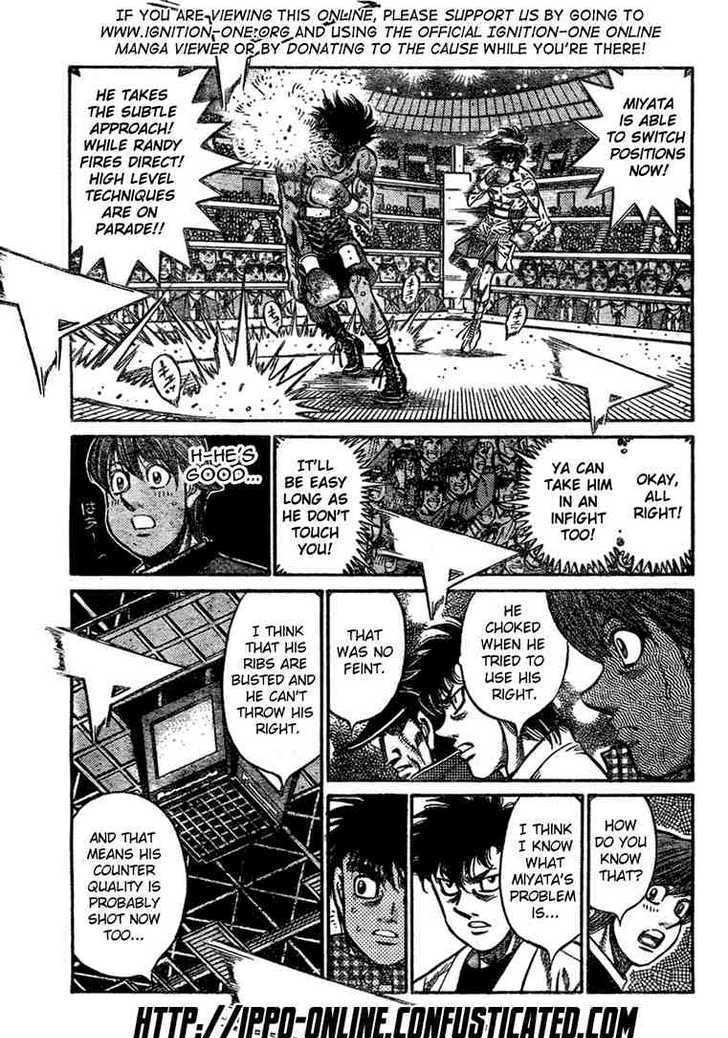 IF YOU ARE VIEWING THIS ONLINE, PLEASE SUPPORT US BY GOING TO
WWW.IGNITION-ONE.ORG AND USING THE OFFICIAL IGNITION-ONE ONLINE
MANGA VIEWER OR BY DONATING TO THE CAUSE WHILE YOU'RE THERE!
MIYATA
IS ABLE
TO SWITCH
POSITIONS
NOW!
HE TAKES
THE SUBTLE
APPROACH!
WHILE RANDY
FIRES DIRECT!
HIGH LEVEL
TECHNIQUES
ARE ON
PARADE!!
OKAY,
ALL
RIGHT!
YA CAN
TAKE HIM
IN AN
INFIGHT
TOO!
IT'LL
BE EASY
LONG AS
HE DON'T
TOUCH
YOU!
H-HE'S
GOOD...
HE
CHOKED
WHEN HE
TRIED TO
USE HIS
RIGHT.
THAT
WAS NO
FEINT.
I THINK
THAT HIS
RIBS ARE
BUSTED AND
HE CAN'T
THROW HIS
RIGHT.
AND THAT
MEANS HIS
COUNTER
QUALITY IS
PROBABLY
SHOT NOW
TOO...
HOW
DO YOU
KNOW
THAT?
I THINK
I KNOW
WHAT
MIYATA'S
PROBLEM
IS...
HTTP://IPPO-ONLINE.CONFUSTICATED.COM